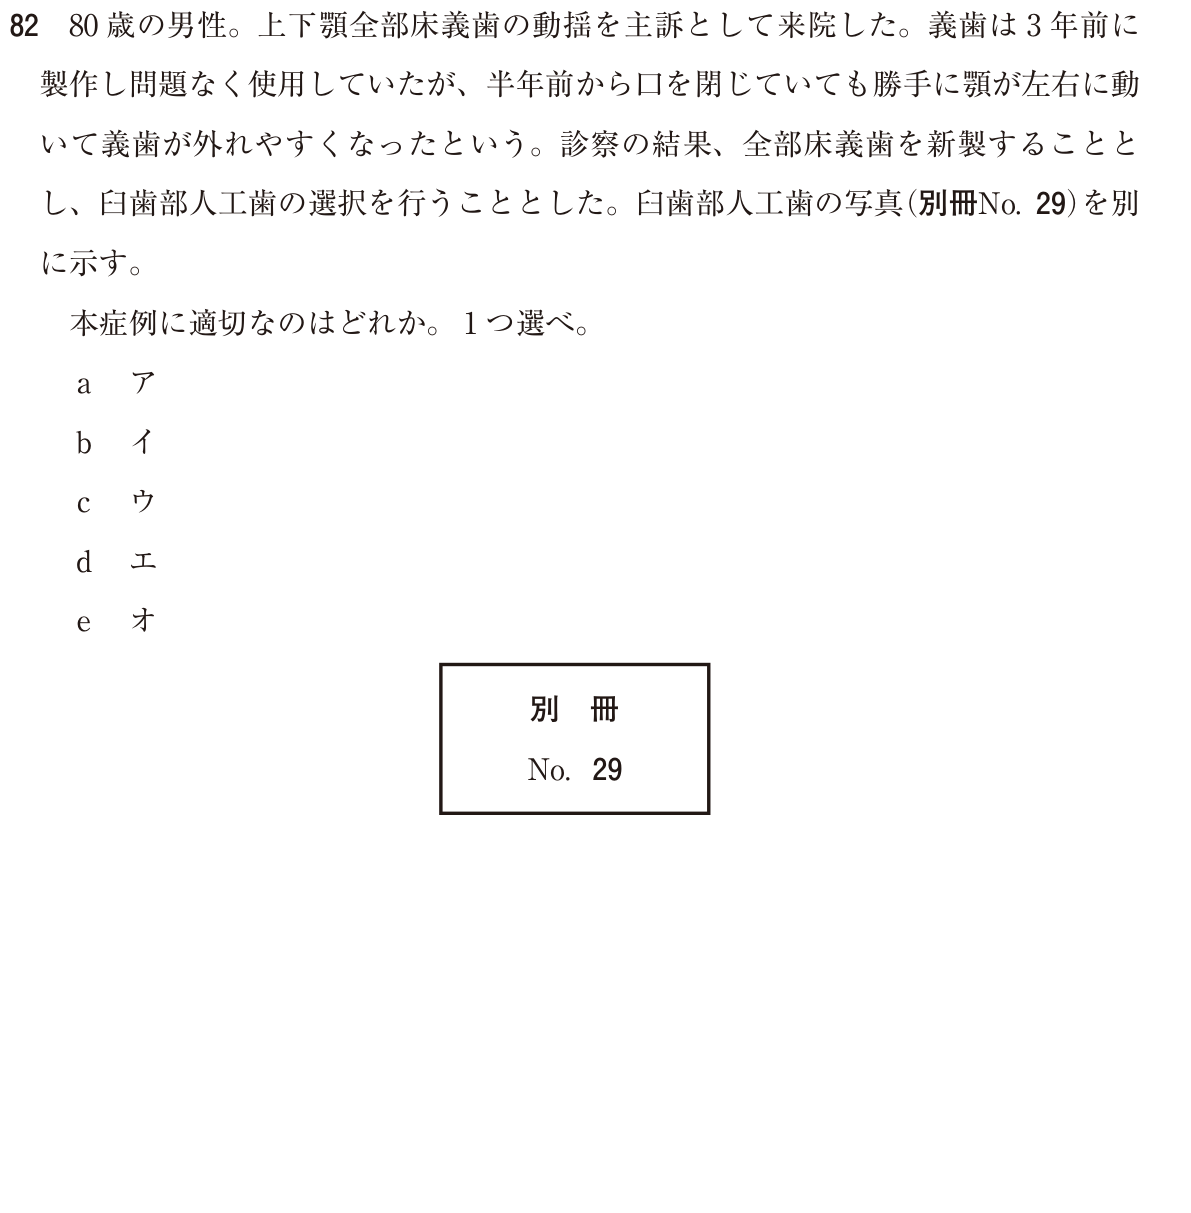 82 80歳の男性。上下顎全部床義歯の動揺を主訴として来院した。義歯は3年前に
製作し問題なく使用していたが、半年前から口を閉じていても勝手に顎が左右に動
いて義歯が外れやすくなったという。診察の結果、全部床義歯を新製することと
し、臼歯部人工歯の選択を行うこととした。臼歯部人工歯の写真(別冊No. 29)を別
に示す。
本症例に適切なのはどれか。1つ選べ。
a ア
b イ
c ウ
d エ
e オ
別 冊
No. 29